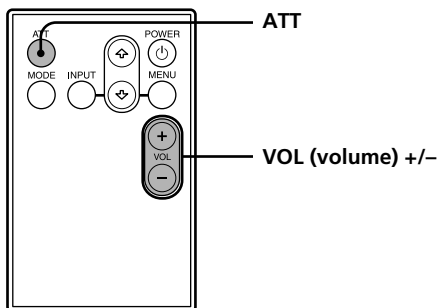 ATT
ATT
POWER
MODE
INPUT
MENU
+
VOL
−
VOL (volume) +/–